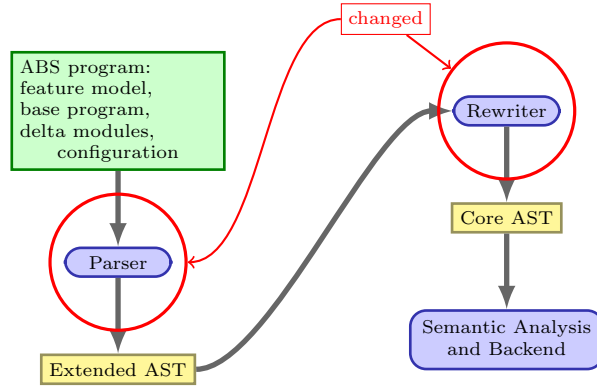 changed
ABS program:
feature model,
base program,
delta modules,
configuration
Rewriter
Core AST
Parser
Semantic Analysis
and Backend
Extended AST